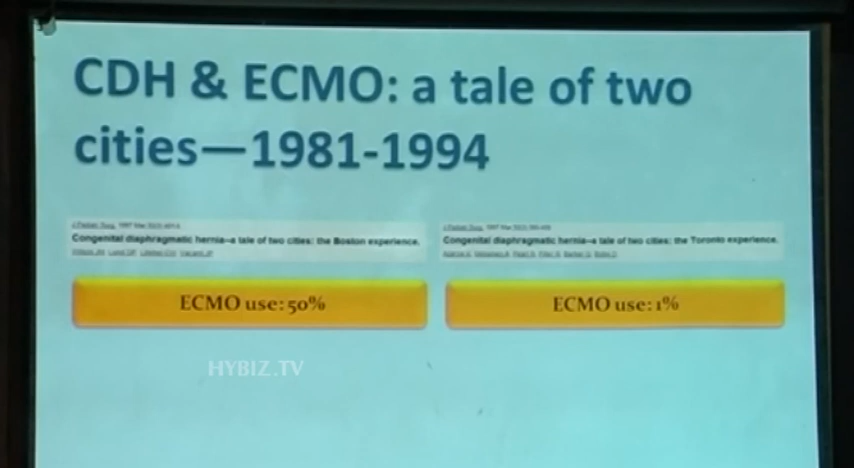 CDH & ECMO: a tale of two
cities—1981-1994
Congenital diaphragmatic hernia--a tale of two cities: the Boston experience.
Congenital diaphragmatic hernia--a tale of two cities: the Toronto experience.
ECMO use: 50%
ECMO use: 1%
HYBIZ.TV